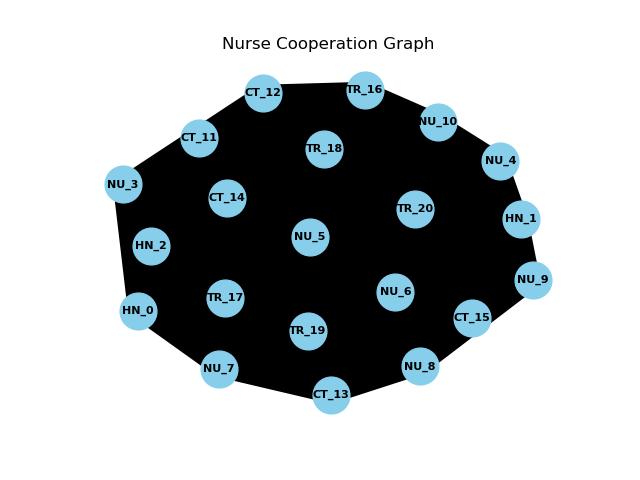 Nurse Cooperation Graph
CT_12
TR_16
NU_10
CT_11
TR_18
NU_4
NU_3
CT_14
TR_20
HN_1
HN_2
NU_5
NU_9
NU_6
TR_17
HN_0
CT_15
TR_19
NU_7
NU_8
CT_13